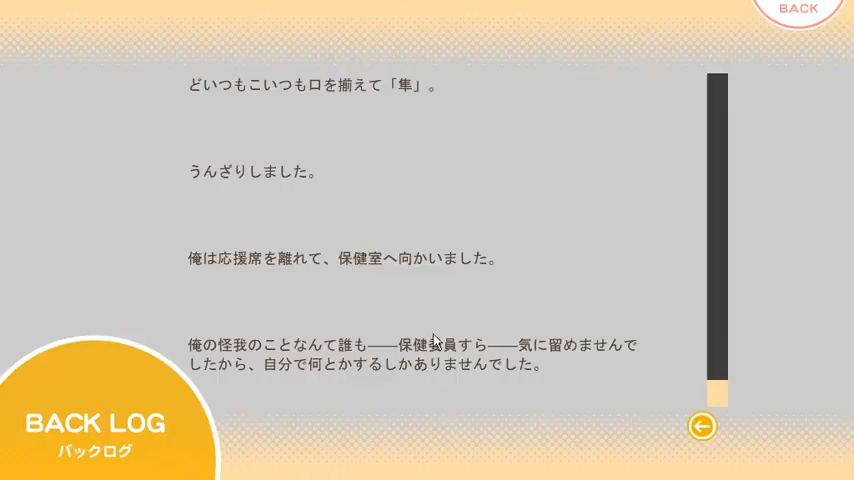 BACK
どいつもこいつも口を揃えて「隼」。
うんざりしました。
俺は応援席を離れて、保健室へ向かいました。
俺の怪我のことなんて誰も――保健委員すら――気に留めませんで
したから、自分で何とかするしかありませんでした。
BACK LOG
バックログ